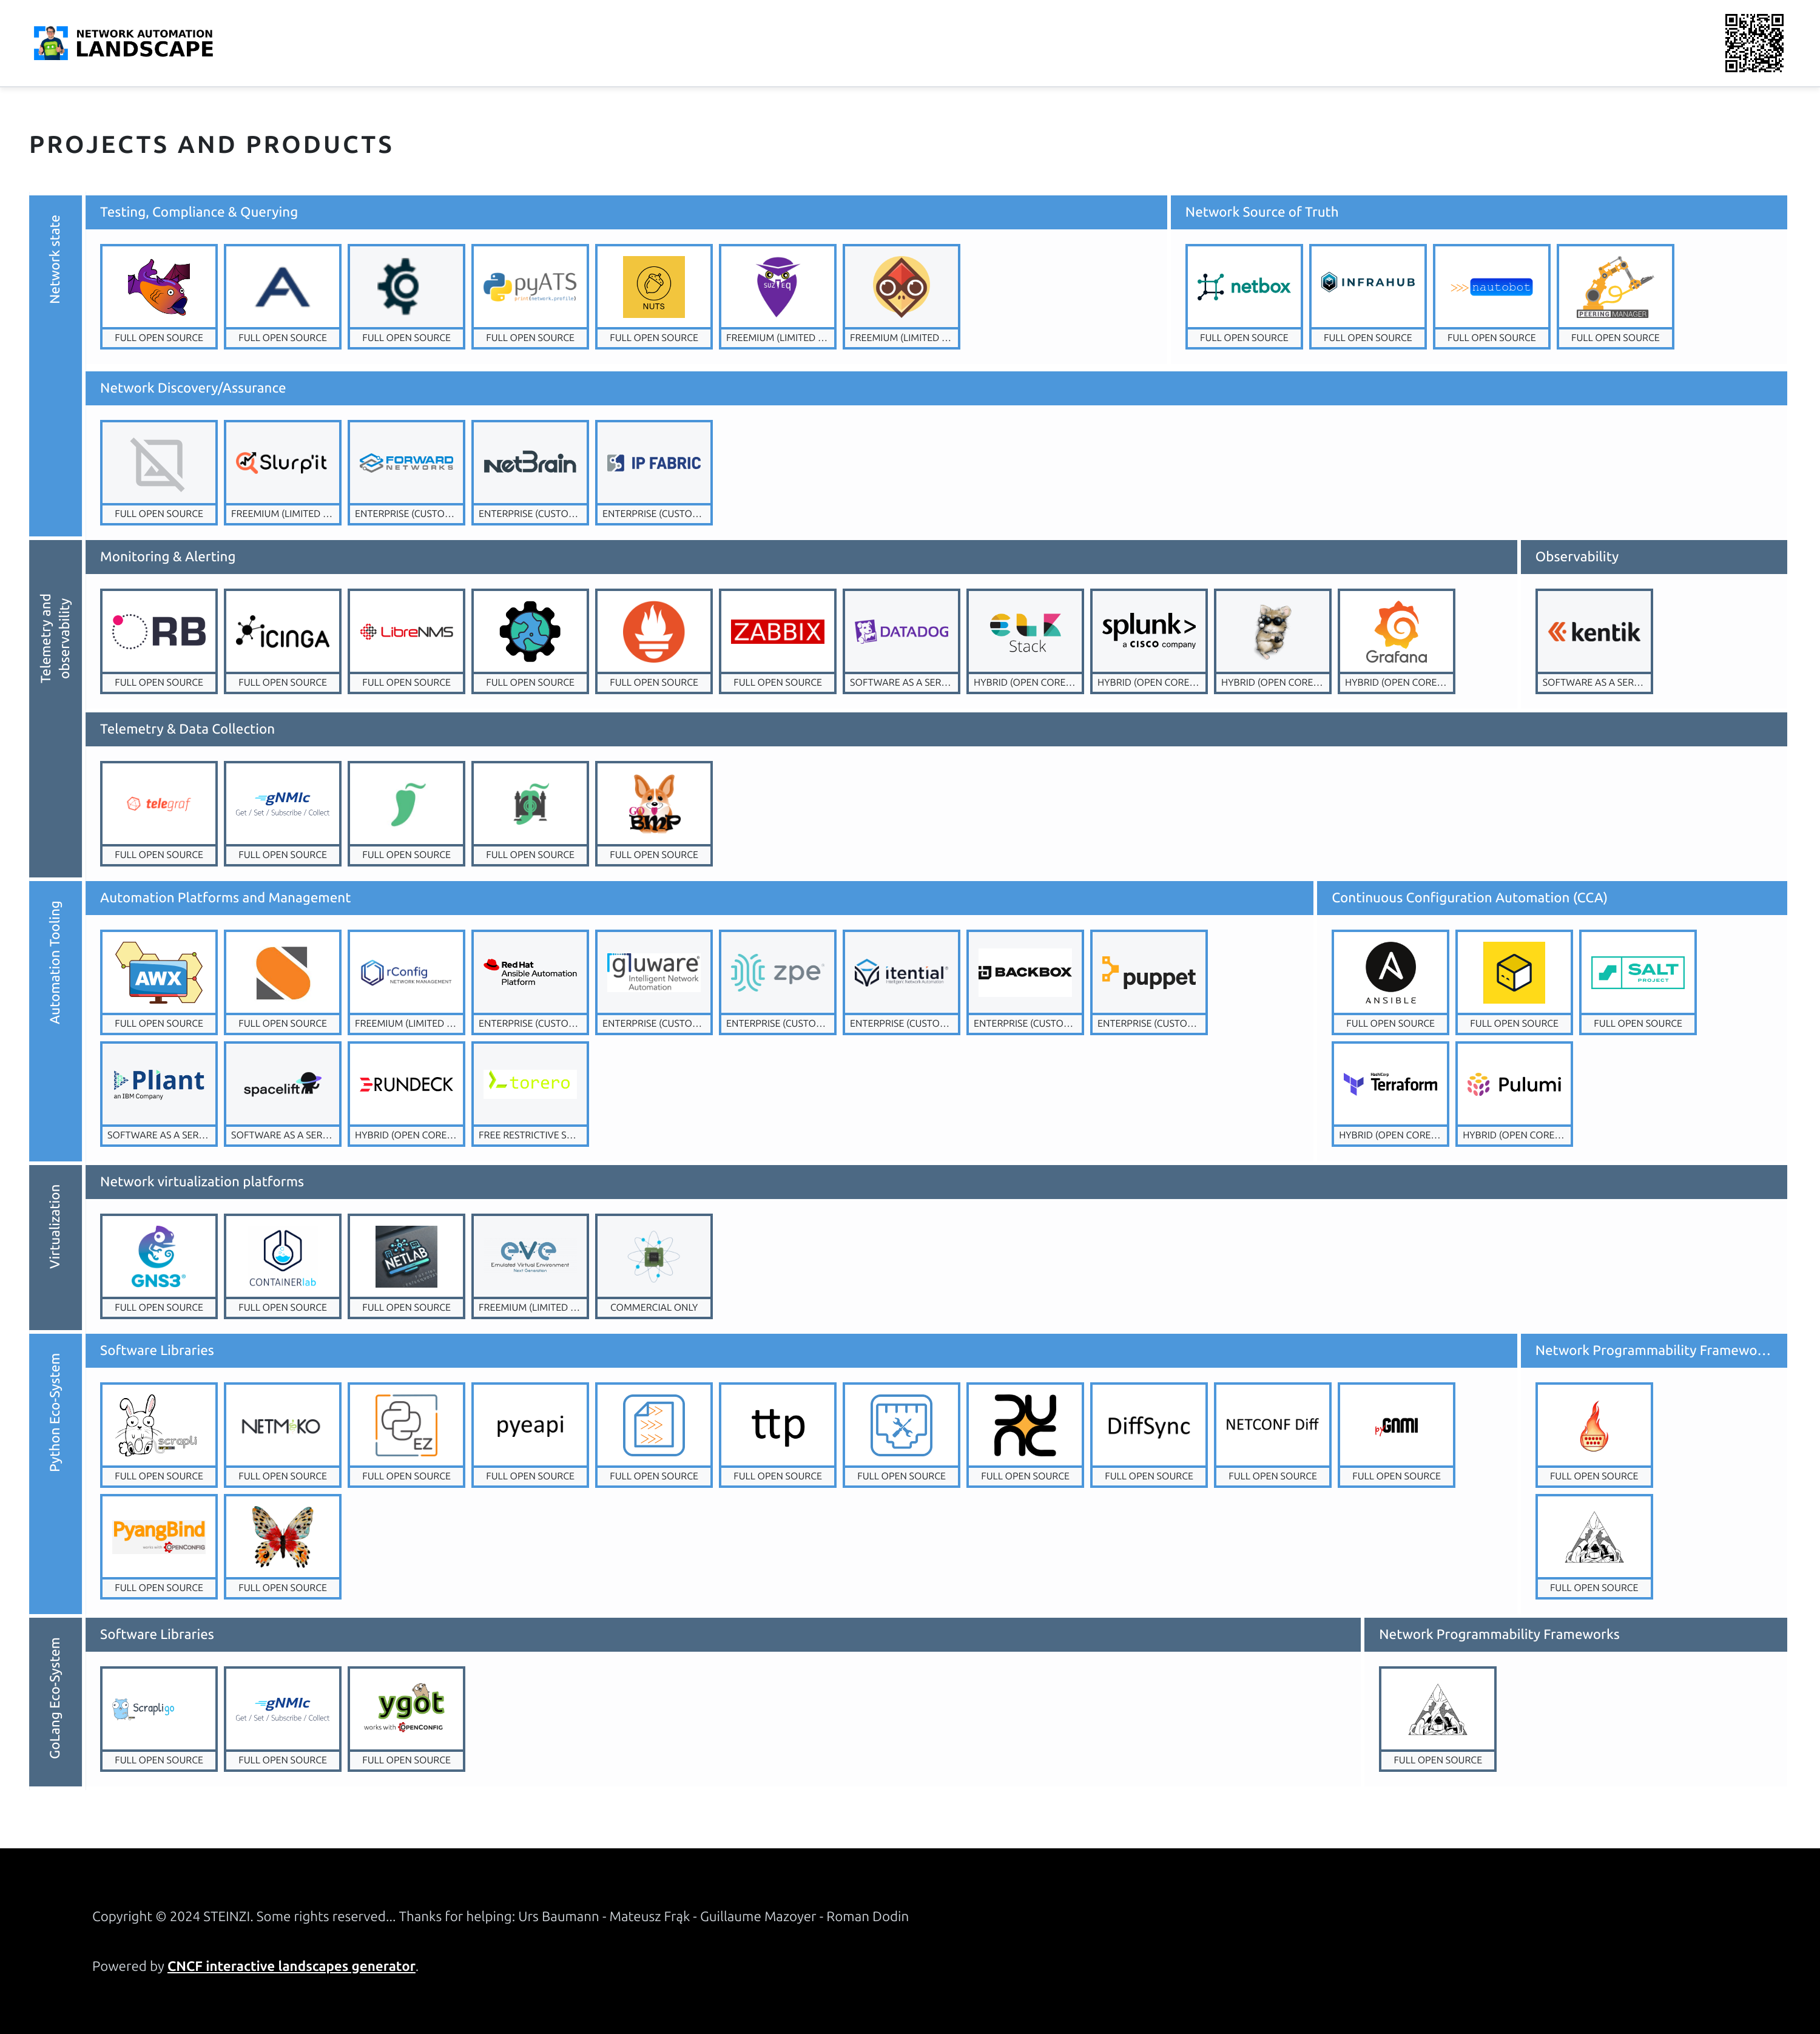 NETWORK AUTOMATION
LANDSCAPE
PROJECTS AND PRODUCTS
Network state
Testing, Compliance & Querying
pyATS
print(network.profile)
NUTS
SUZIEQ
FULL OPEN SOURCE
FULL OPEN SOURCE
FULL OPEN SOURCE
FULL OPEN SOURCE
FULL OPEN SOURCE
FREEMIUM (LIMITED ...
FREEMIUM (LIMITED ...
Network Source of Truth
netbox
INFRAHUB
>>> nautobot
PEERING MANAGER
FULL OPEN SOURCE
FULL OPEN SOURCE
FULL OPEN SOURCE
FULL OPEN SOURCE
Network Discovery/Assurance
Slurp'it
FORWARD
NETWORKS
netBrain
IP FABRIC
FULL OPEN SOURCE
FREEMIUM (LIMITED ...
ENTERPRISE (CUSTO...
ENTERPRISE (CUSTO...
ENTERPRISE (CUSTO...
Telemetry and
observability
Monitoring & Alerting
RB
ICINGA
LibreNMS
ZABBIX
DATADOG
ELK
Stack
splunk>
a CISCO company
Grafana
FULL OPEN SOURCE
FULL OPEN SOURCE
FULL OPEN SOURCE
FULL OPEN SOURCE
FULL OPEN SOURCE
FULL OPEN SOURCE
SOFTWARE AS A SER...
HYBRID (OPEN CORE...
HYBRID (OPEN CORE...
HYBRID (OPEN CORE...
HYBRID (OPEN CORE...
Observability
kentik
SOFTWARE AS A SER...
Telemetry & Data Collection
telegraf
gNMIc
Get / Set / Subscribe / Collect
GO
BMP
FULL OPEN SOURCE
FULL OPEN SOURCE
FULL OPEN SOURCE
FULL OPEN SOURCE
FULL OPEN SOURCE
Automation Tooling
Automation Platforms and Management
AWX
rConfig
NETWORK MANAGEMENT
Red Hat
Ansible Automation
Platform
gluware
Intelligent Network
Automation
zpe
itential
Intelligent Network Automation
BACKBOX
puppet
FULL OPEN SOURCE
FULL OPEN SOURCE
FREEMIUM (LIMITED ...
ENTERPRISE (CUSTO...
ENTERPRISE (CUSTO...
ENTERPRISE (CUSTO...
ENTERPRISE (CUSTO...
ENTERPRISE (CUSTO...
ENTERPRISE (CUSTO...
Pliant
an IBM Company
spacelift
RUNDECK
torero
SOFTWARE AS A SER...
SOFTWARE AS A SER...
HYBRID (OPEN CORE...
FREE RESTRICTIVE S...
Continuous Configuration Automation (CCA)
A
ANSIBLE
SALT
PROJECT
FULL OPEN SOURCE
FULL OPEN SOURCE
FULL OPEN SOURCE
HashiCorp
Terraform
Pulumi
HYBRID (OPEN CORE...
HYBRID (OPEN CORE...
Virtualization
Network virtualization platforms
GNS3
CONTAINERlab
NETLAB
eve
Emulated Virtual Environment
Next Generation
FULL OPEN SOURCE
FULL OPEN SOURCE
FULL OPEN SOURCE
FREEMIUM (LIMITED ...
COMMERCIAL ONLY
Python Eco-System
Software Libraries
scrapli
NETMIKO
EZ
pyeapi
ttp
DiffSync
NETCONF Diff
pyGNMI
FULL OPEN SOURCE
FULL OPEN SOURCE
FULL OPEN SOURCE
FULL OPEN SOURCE
FULL OPEN SOURCE
FULL OPEN SOURCE
FULL OPEN SOURCE
FULL OPEN SOURCE
FULL OPEN SOURCE
FULL OPEN SOURCE
FULL OPEN SOURCE
PyangBind
works with OPENCONFIG
FULL OPEN SOURCE
FULL OPEN SOURCE
Network Programmability Framewo...
FULL OPEN SOURCE
FULL OPEN SOURCE
GoLang Eco-System
Software Libraries
Scrapligo
gNMIc
Get / Set / Subscribe / Collect
ygot
works with OPENCONFIG
FULL OPEN SOURCE
FULL OPEN SOURCE
FULL OPEN SOURCE
Network Programmability Frameworks
FULL OPEN SOURCE
Copyright © 2024 STEINZI. Some rights reserved... Thanks for helping: Urs Baumann - Mateusz Frąk - Guillaume Mazoyer - Roman Dodin
Powered by CNCF interactive landscapes generator.